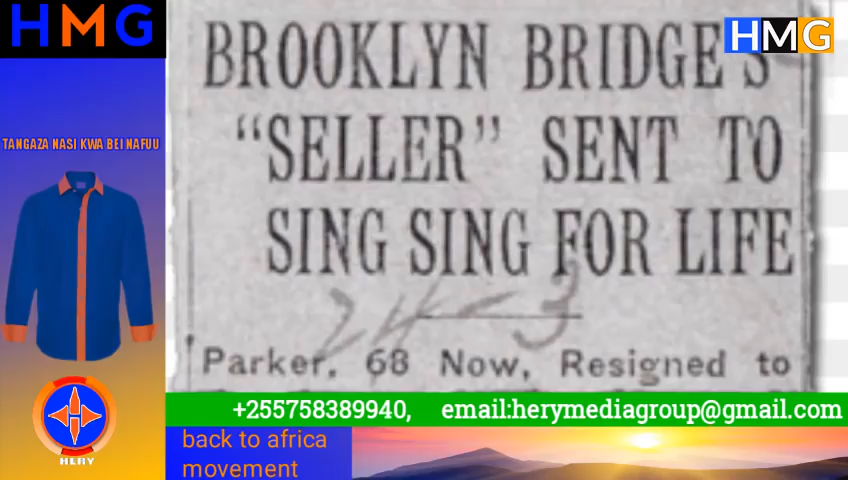 HMG
HMG
TANGAZA NASI KWA BEI NAFUU
HERY
BROOKLYN BRIDGE'S
"SELLER" SENT TO
SING SING FOR LIFE
24-3
Parker, 68 Now, Resigned to
+255758389940, email:herymediagroup@gmail.com
back to africa
movement